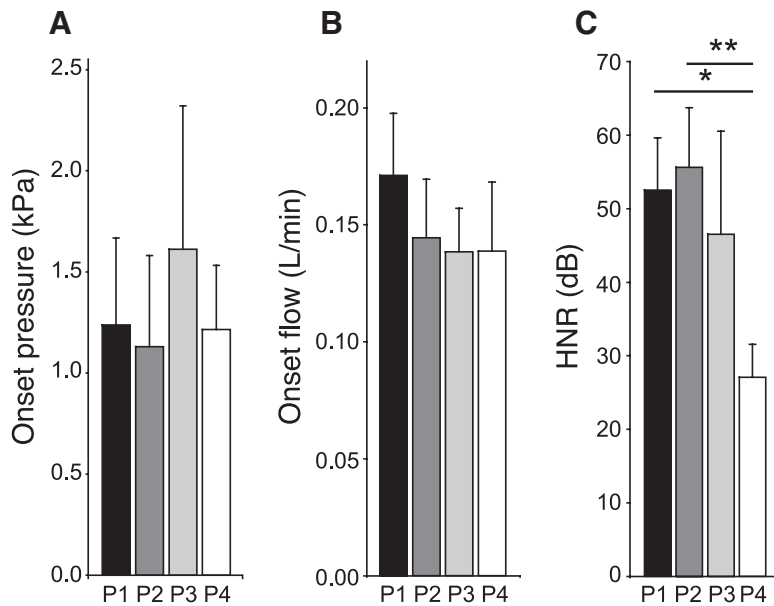 A
Onset pressure (kPa)
2.5
2.0
1.5
1.0
0.5
0.0
P1 P2 P3 P4
B
Onset flow (L/min)
0.20
0.15
0.10
0.05
0.00
P1 P2 P3 P4
C
HNR (dB)
70
60
50
40
30
20
10
0
**
*
P1 P2 P3 P4